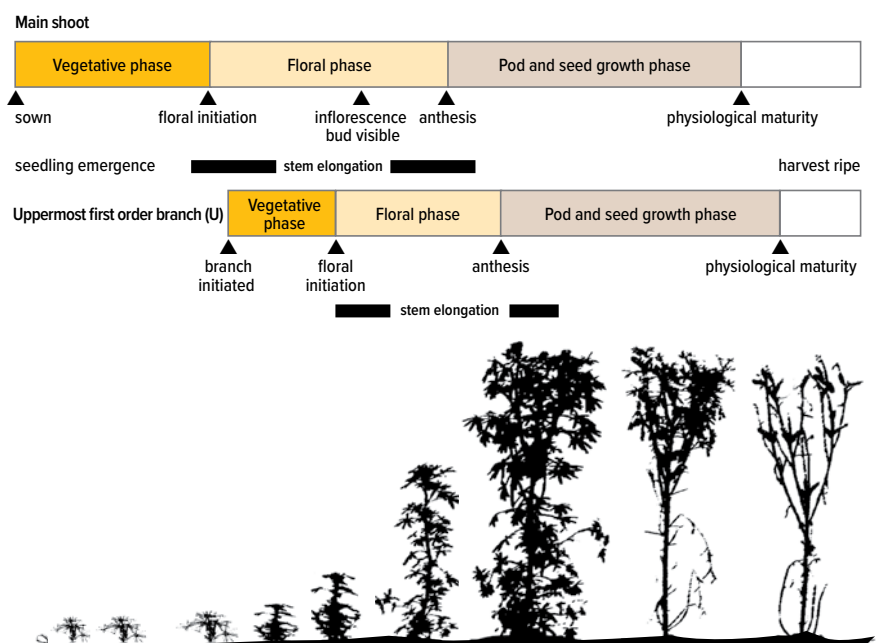 Main shoot
Vegetative phase
Floral phase
Pod and seed growth phase
sown
floral initiation
inflorescence
bud visible
anthesis
physiological maturity
seedling emergence
stem elongation
harvest ripe
Uppermost first order branch (U)
Vegetative
phase
Floral phase
Pod and seed growth phase
branch
initiated
floral
initiation
anthesis
physiological maturity
stem elongation